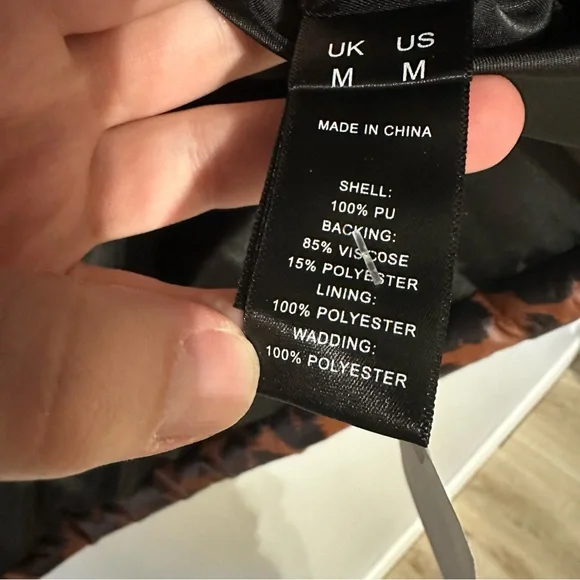 UK US
M M
MADE IN CHINA
SHELL:
100% PU
BACKING:
85% VISCOSE
15% POLYESTER
LINING:
100% POLYESTER
WADDING:
100% POLYESTER